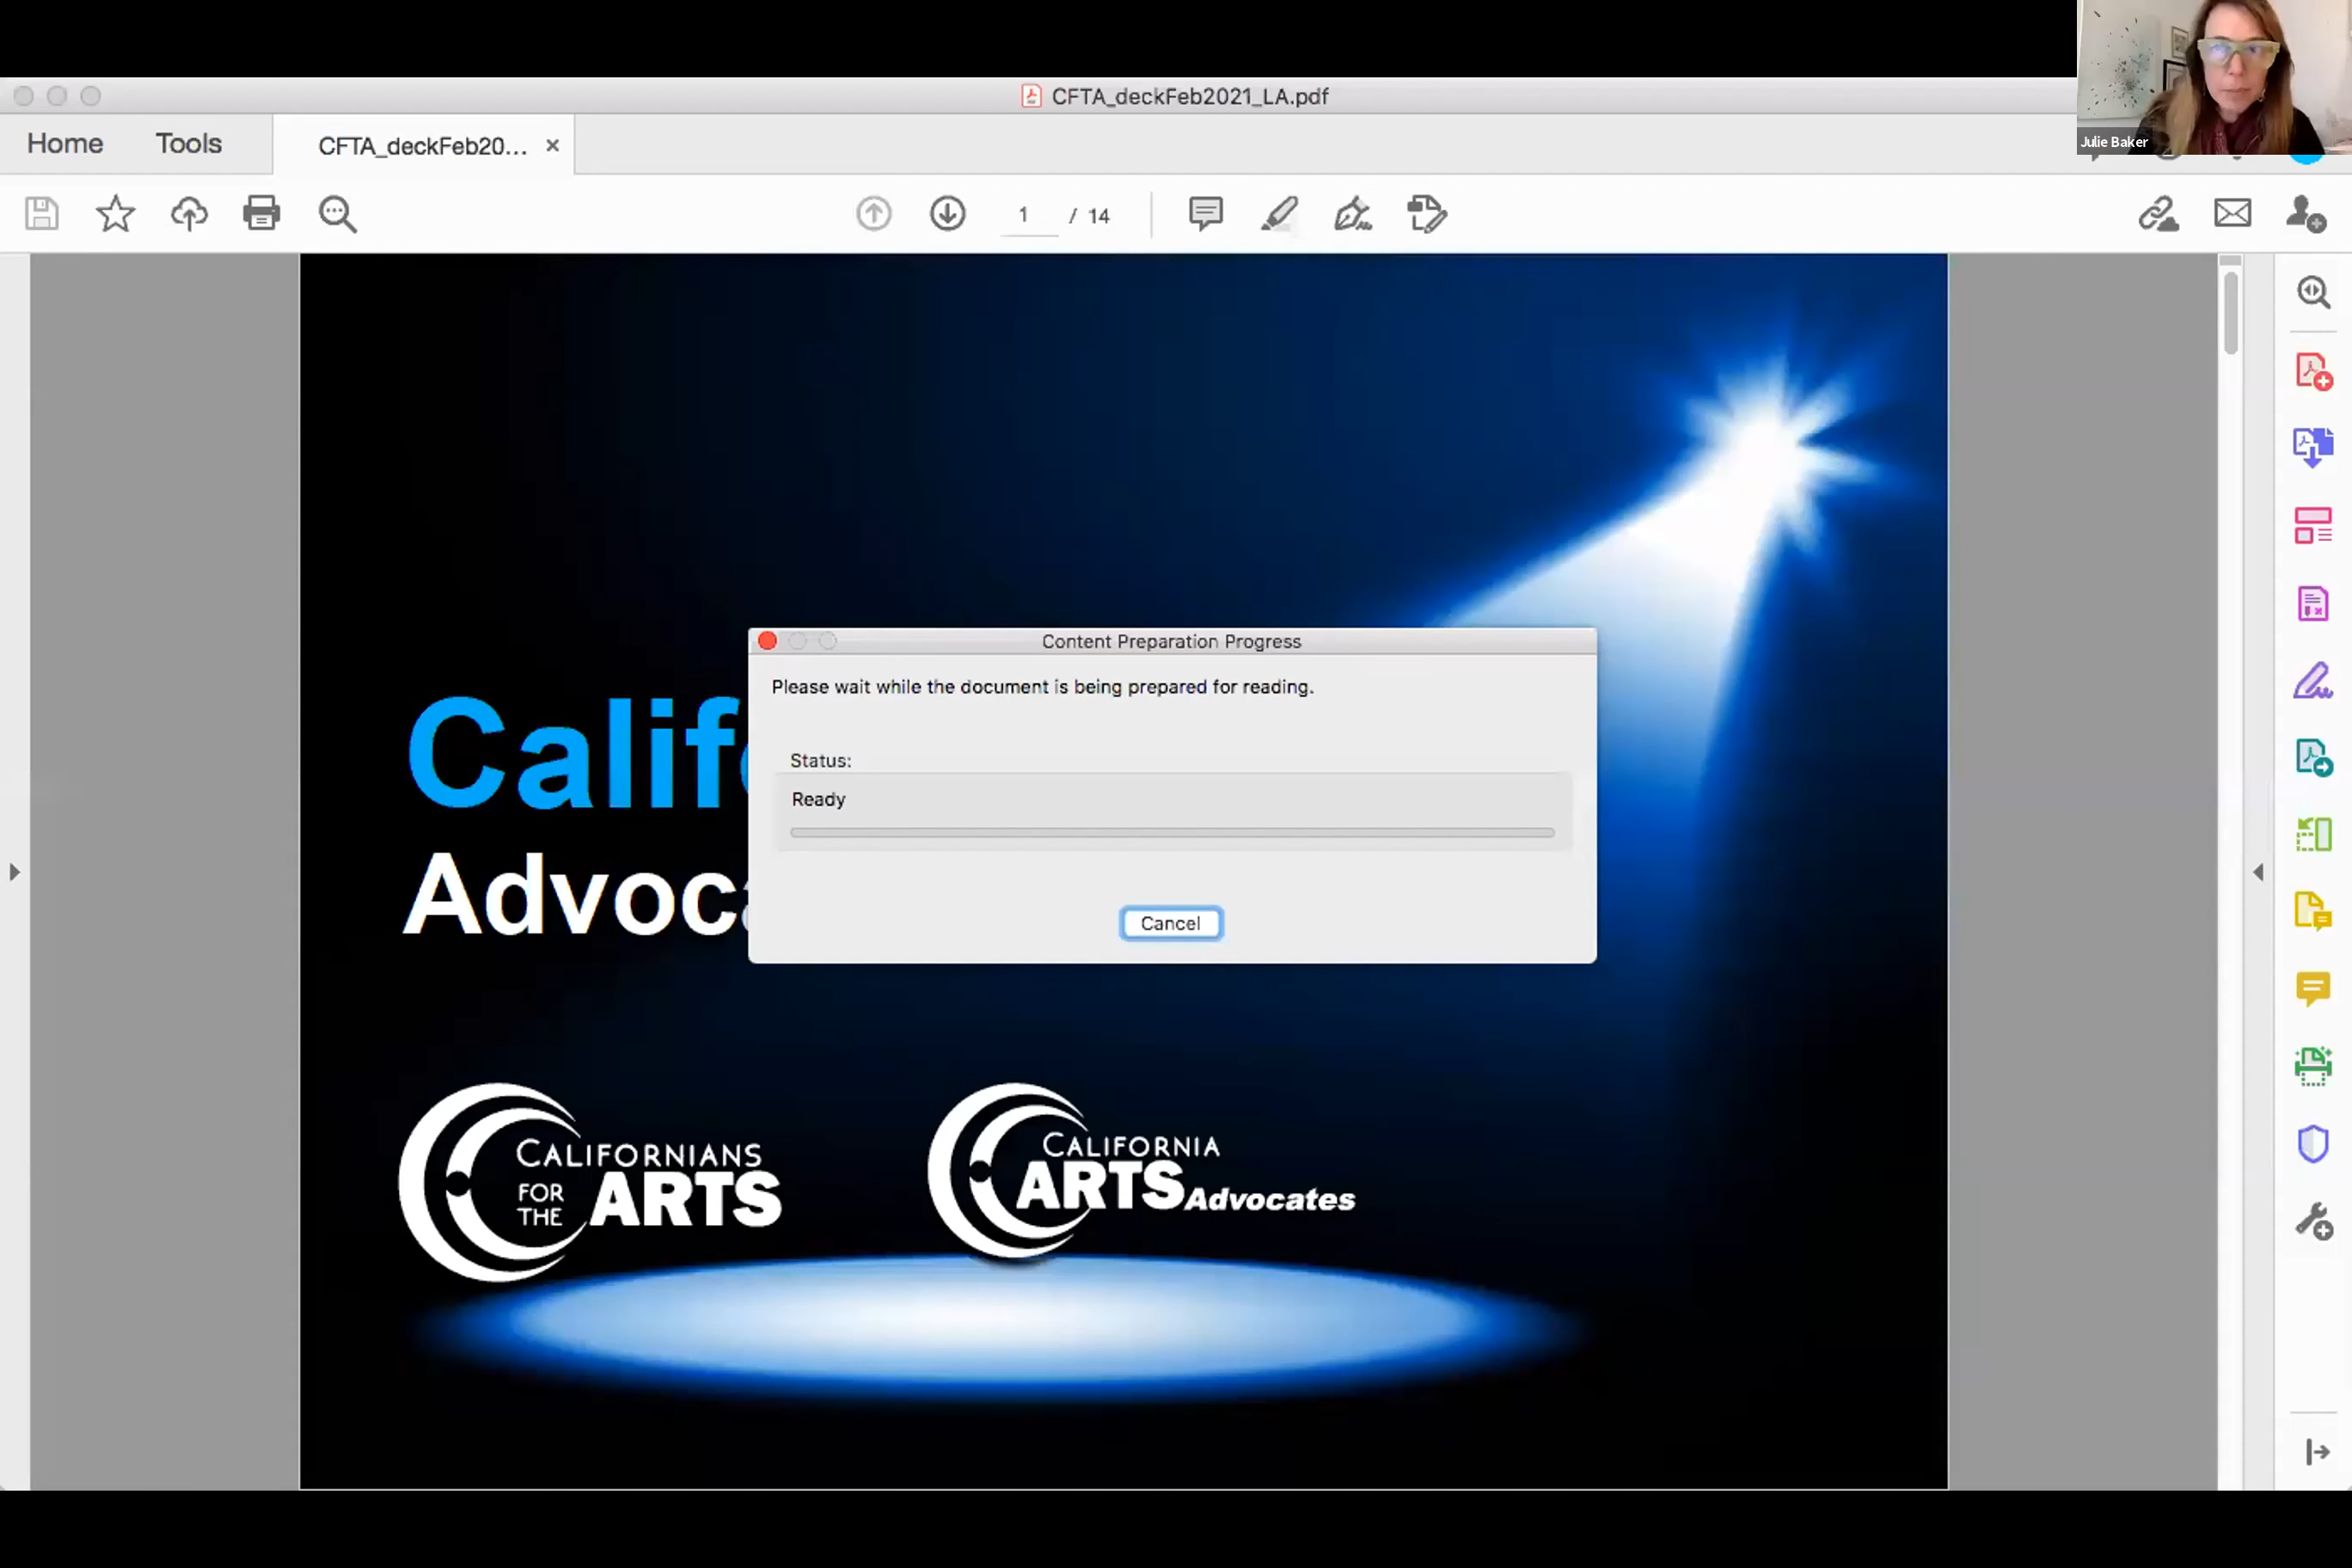 CFTA_deckFeb2021_LA.pdf
Julie Baker
Home
Tools
CFTA_deckFeb20...
1 / 14
Content Preparation Progress
Please wait while the document is being prepared for reading.
Status:
Ready
Cancel
Calif
Advoc
CALIFORNIANS
FOR THE ARTS
CALIFORNIA
ARTS Advocates